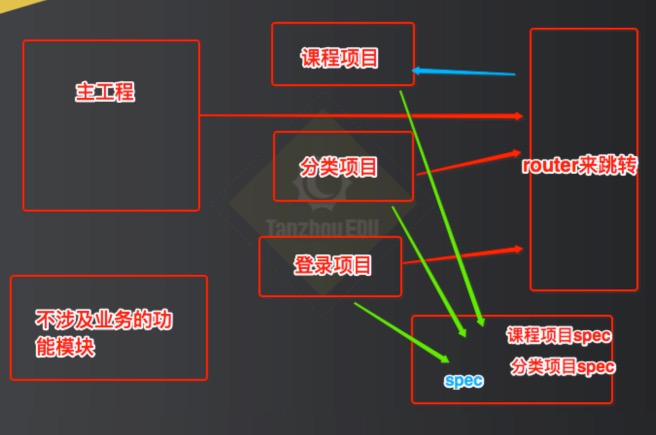 主工程
课程项目
分类项目
Tanzhou EDU
登录项目
router来跳转
不涉及业务的功
能模块
课程项目spec
分类项目spec
spec